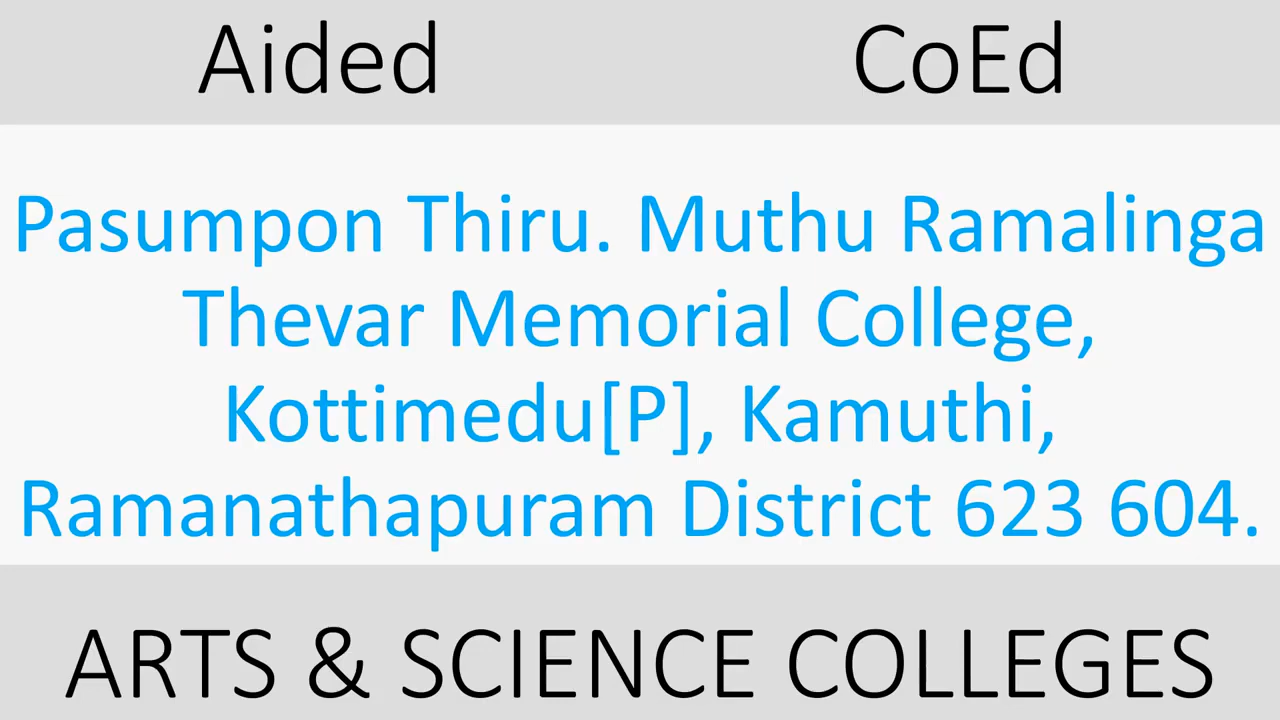 Aided CoEd
Pasumpon Thiru. Muthu Ramalinga
Thevar Memorial College,
Kottimedu[P], Kamuthi,
Ramanathapuram District 623 604.
ARTS & SCIENCE COLLEGES